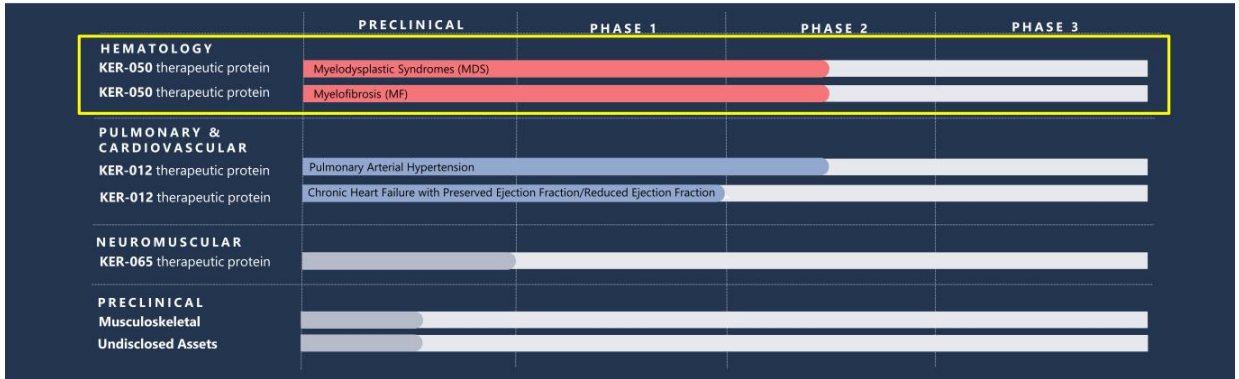 PRECLINICAL PHASE 1 PHASE 2 PHASE 3
HEMATOLOGY
KER-050 therapeutic protein Myelodysplastic Syndromes (MDS)
KER-050 therapeutic protein Myelofibrosis (MF)
PULMONARY &
CARDIOVASCULAR
KER-012 therapeutic protein Pulmonary Arterial Hypertension
KER-012 therapeutic protein Chronic Heart Failure with Preserved Ejection Fraction/Reduced Ejection Fraction
NEUROMUSCULAR
KER-065 therapeutic protein
PRECLINICAL
Musculoskeletal
Undisclosed Assets